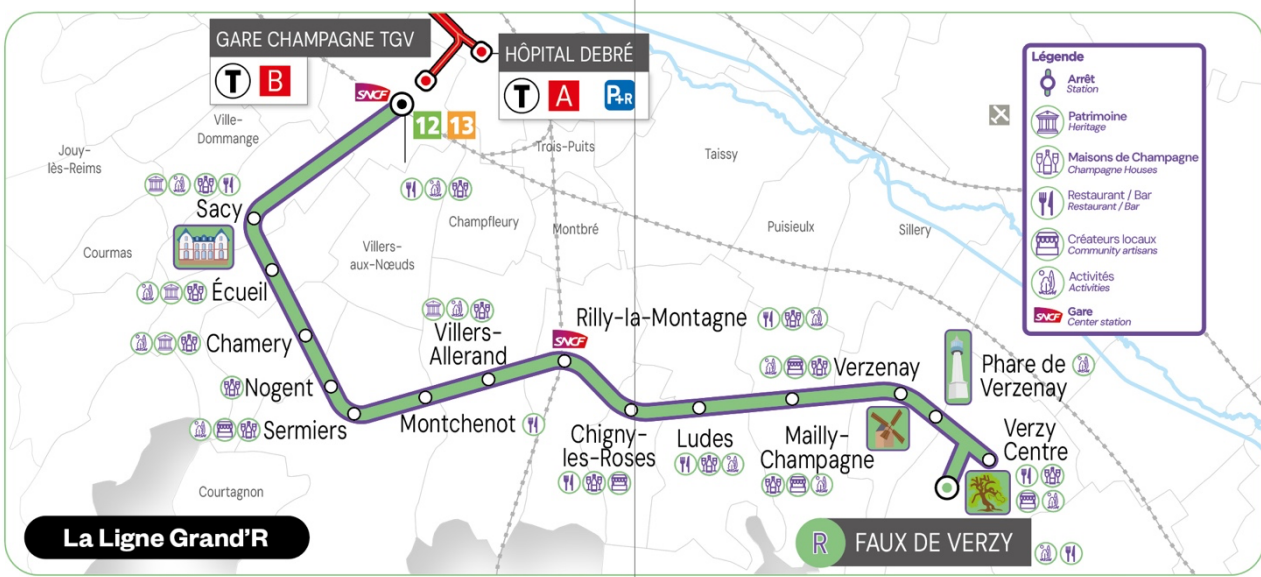 GARE CHAMPAGNE TGV
T B
HÔPITAL DEBRÉ
T A P+R
SNCF
12 13
Ville-
Dommange
Jouy-
lès-Reims
Trois-Puits
Taissy
Sacy
Champfleury
Montbré
Puisieulx
Sillery
Courmas
Villers-
aux-Nœuds
Écueil
Chamery
Villers-
Allerand
Rilly-la-Montagne
SNCF
Nogent
Sermiers
Montchenot
Chigny-
les-Roses
Ludes
Mailly-
Champagne
Verzenay
Phare de
Verzenay
Verzy
Centre
Courtagnon
La Ligne Grand'R
R FAUX DE VERZY
Légende
Arrêt
Station
Patrimoine
Heritage
Maisons de Champagne
Champagne Houses
Restaurant / Bar
Restaurant / Bar
Créateurs locaux
Community artisans
Activités
Activities
SNCF Gare
Center station